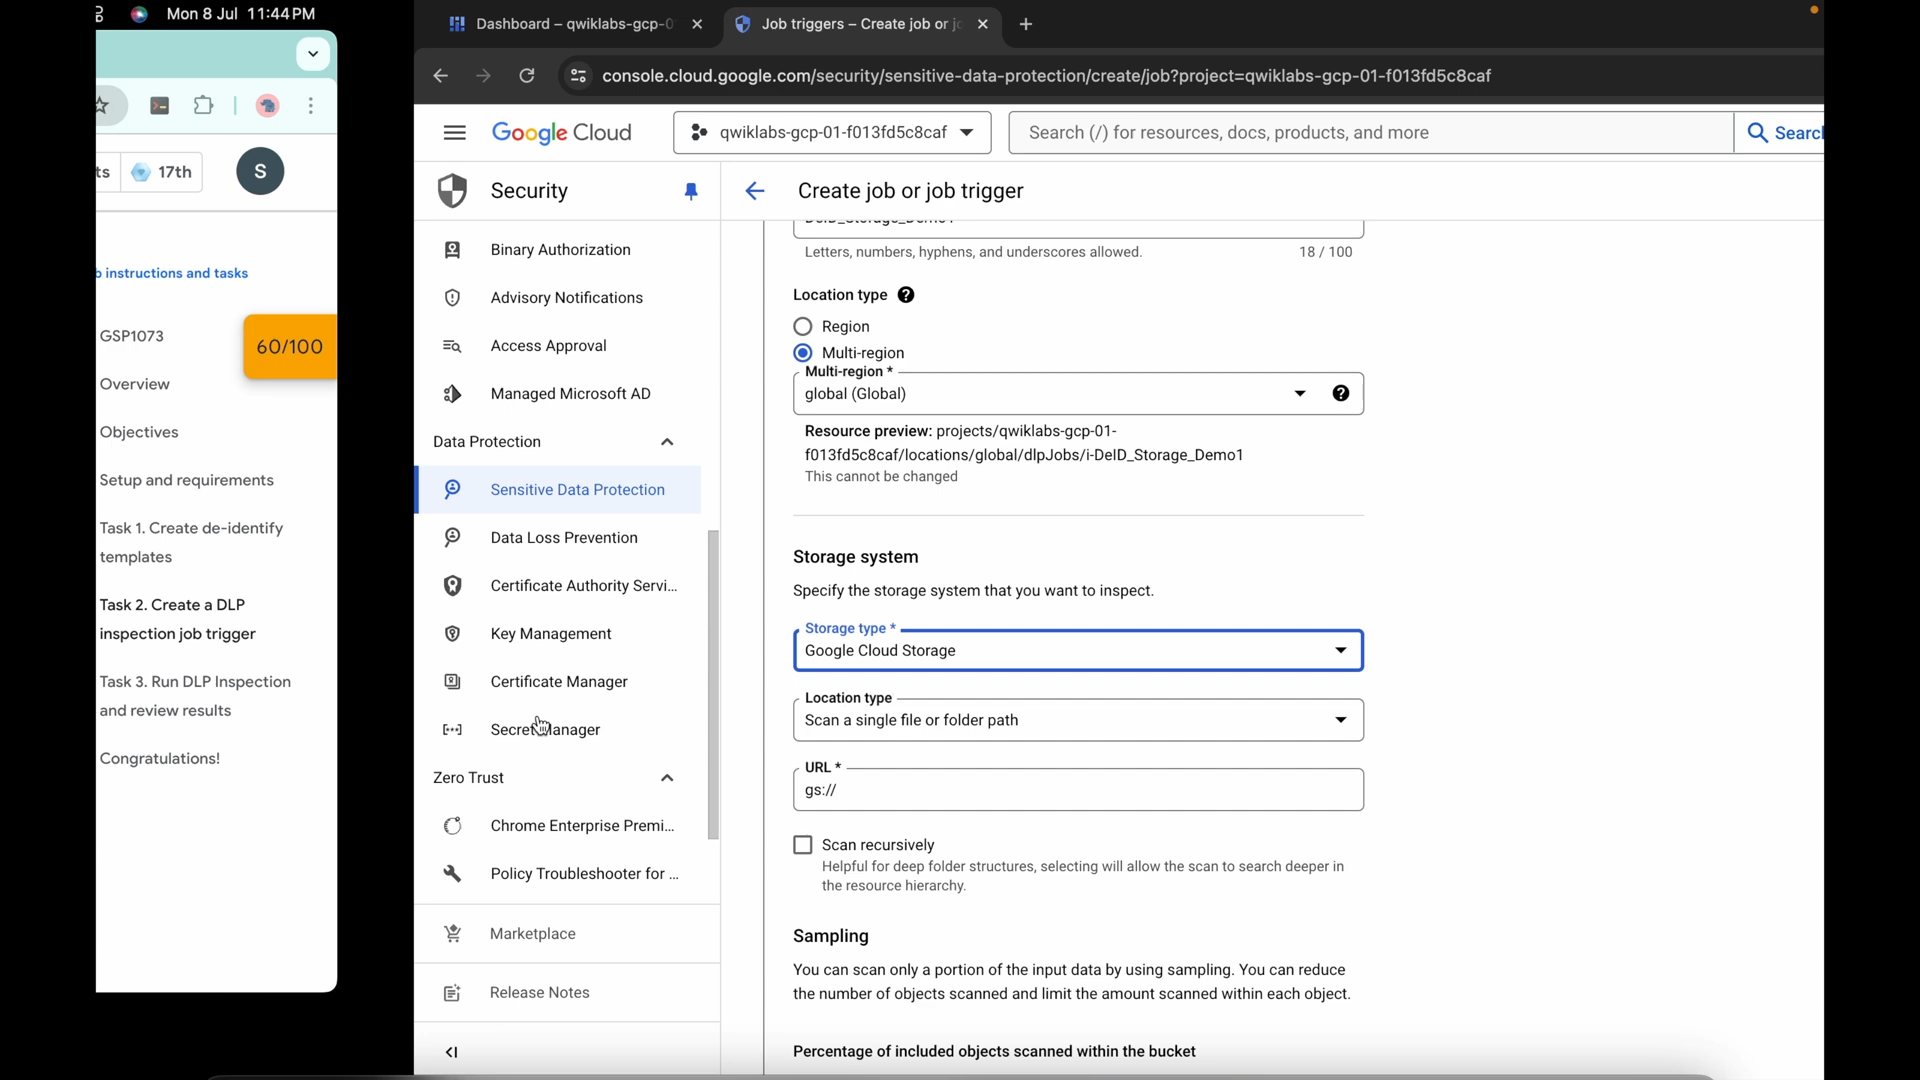 Mon 8 Jul 11:44PM
17th
S
instructions and tasks
GSP1073
60/100
Overview
Objectives
Setup and requirements
Task 1. Create de-identify
templates
Task 2. Create a DLP
inspection job trigger
Task 3. Run DLP Inspection
and review results
Congratulations!
Dashboard – qwiklabs-gcp-0
Job triggers – Create job or jo
console.cloud.google.com/security/sensitive-data-protection/create/job?project=qwiklabs-gcp-01-f013fd5c8caf
Google Cloud
qwiklabs-gcp-01-f013fd5c8caf
Search (/) for resources, docs, products, and more
Search
Security
Binary Authorization
Advisory Notifications
Access Approval
Managed Microsoft AD
Data Protection
Sensitive Data Protection
Data Loss Prevention
Certificate Authority Servi...
Key Management
Certificate Manager
Secret Manager
Zero Trust
Chrome Enterprise Premi...
Policy Troubleshooter for ...
Marketplace
Release Notes
Create job or job trigger
DeID_Storage_Demo1
Letters, numbers, hyphens, and underscores allowed.
18 / 100
Location type
Region
Multi-region
Multi-region *
global (Global)
Resource preview: projects/qwiklabs-gcp-01-
f013fd5c8caf/locations/global/dlpJobs/i-DeID_Storage_Demo1
This cannot be changed
Storage system
Specify the storage system that you want to inspect.
Storage type *
Google Cloud Storage
Location type
Scan a single file or folder path
URL *
gs://
Scan recursively
Helpful for deep folder structures, selecting will allow the scan to search deeper in
the resource hierarchy.
Sampling
You can scan only a portion of the input data by using sampling. You can reduce
the number of objects scanned and limit the amount scanned within each object.
Percentage of included objects scanned within the bucket